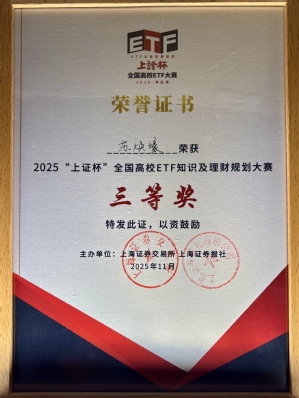 ETF
上證杯
全国高校ETF大赛
荣誉证书
苏焕
荣获
2025“上证杯”全国高校ETF知识及理财规划大赛
三等奖
特发此证，以资鼓励
主办单位：上海证券交易所 上海证券报社
2025年11月